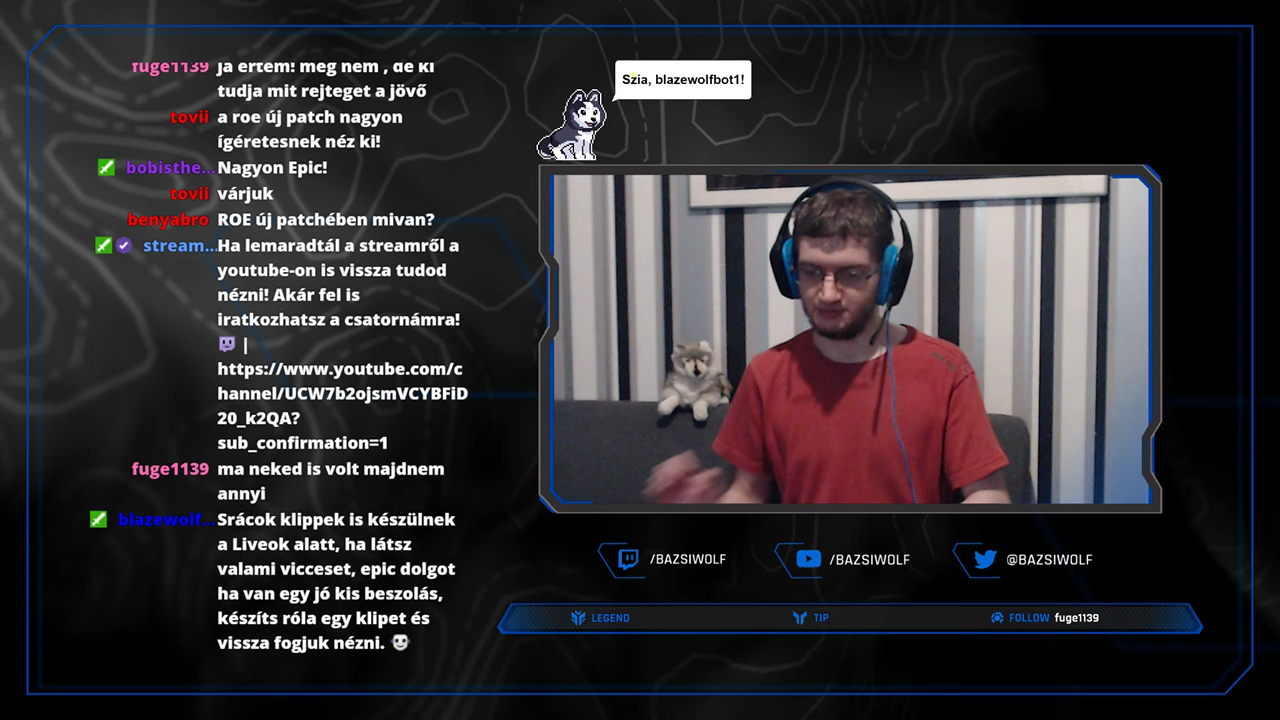 fuge1139 ja értem! még nem , de ki
tudja mit rejteget a jövő
tovii a roe új patch nagyon
ígéretesnek néz ki!
bobisthe... Nagyon Epic!
tovii várjuk
benyabro ROE új patchében mivan?
stream... Ha lemaradtál a streamről a
youtube-on is vissza tudod
nézni! Akár fel is
iratkozhatsz a csatornámra!
|
https://www.youtube.com/c
hannel/UCW7b2ojsmVCYBFiD
20_k2QA?
sub_confirmation=1
fuge1139 ma neked is volt majdnem
annyi
blazewolf... Srácok klippek is készülnek
a Liveok alatt, ha látsz
valami vicceset, epic dolgot
ha van egy jó kis beszolás,
készíts róla egy klipet és
vissza fogjuk nézni.
Szia, blazewolfbot1!
/BAZSIWOLF
/BAZSIWOLF
@BAZSIWOLF
LEGEND
TIP
FOLLOW fuge1139